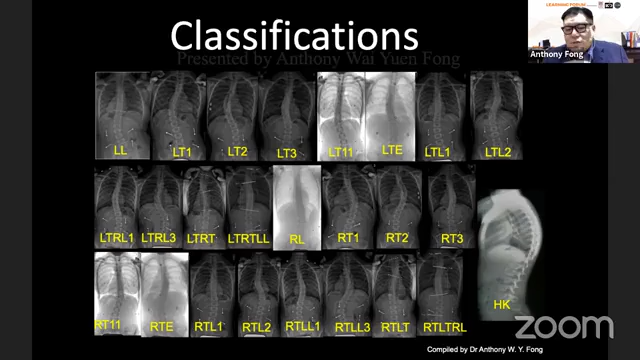 Classifications
Presented by Anthony Wai Yuen Fong
LEARNING FORUM
Anthony Fong
LL LT1 LT2 LT3 LT11 LTE LTL1 LTL2
LTRL1 LTRL3 LTRT LTRTLL RL RT1 RT2 RT3
HK
RT11 RTE RTL1 RTL2 RTLL1 RTLL3 RTLT RTLTRL
zoom
Compiled by Dr Anthony W. Y. Fong